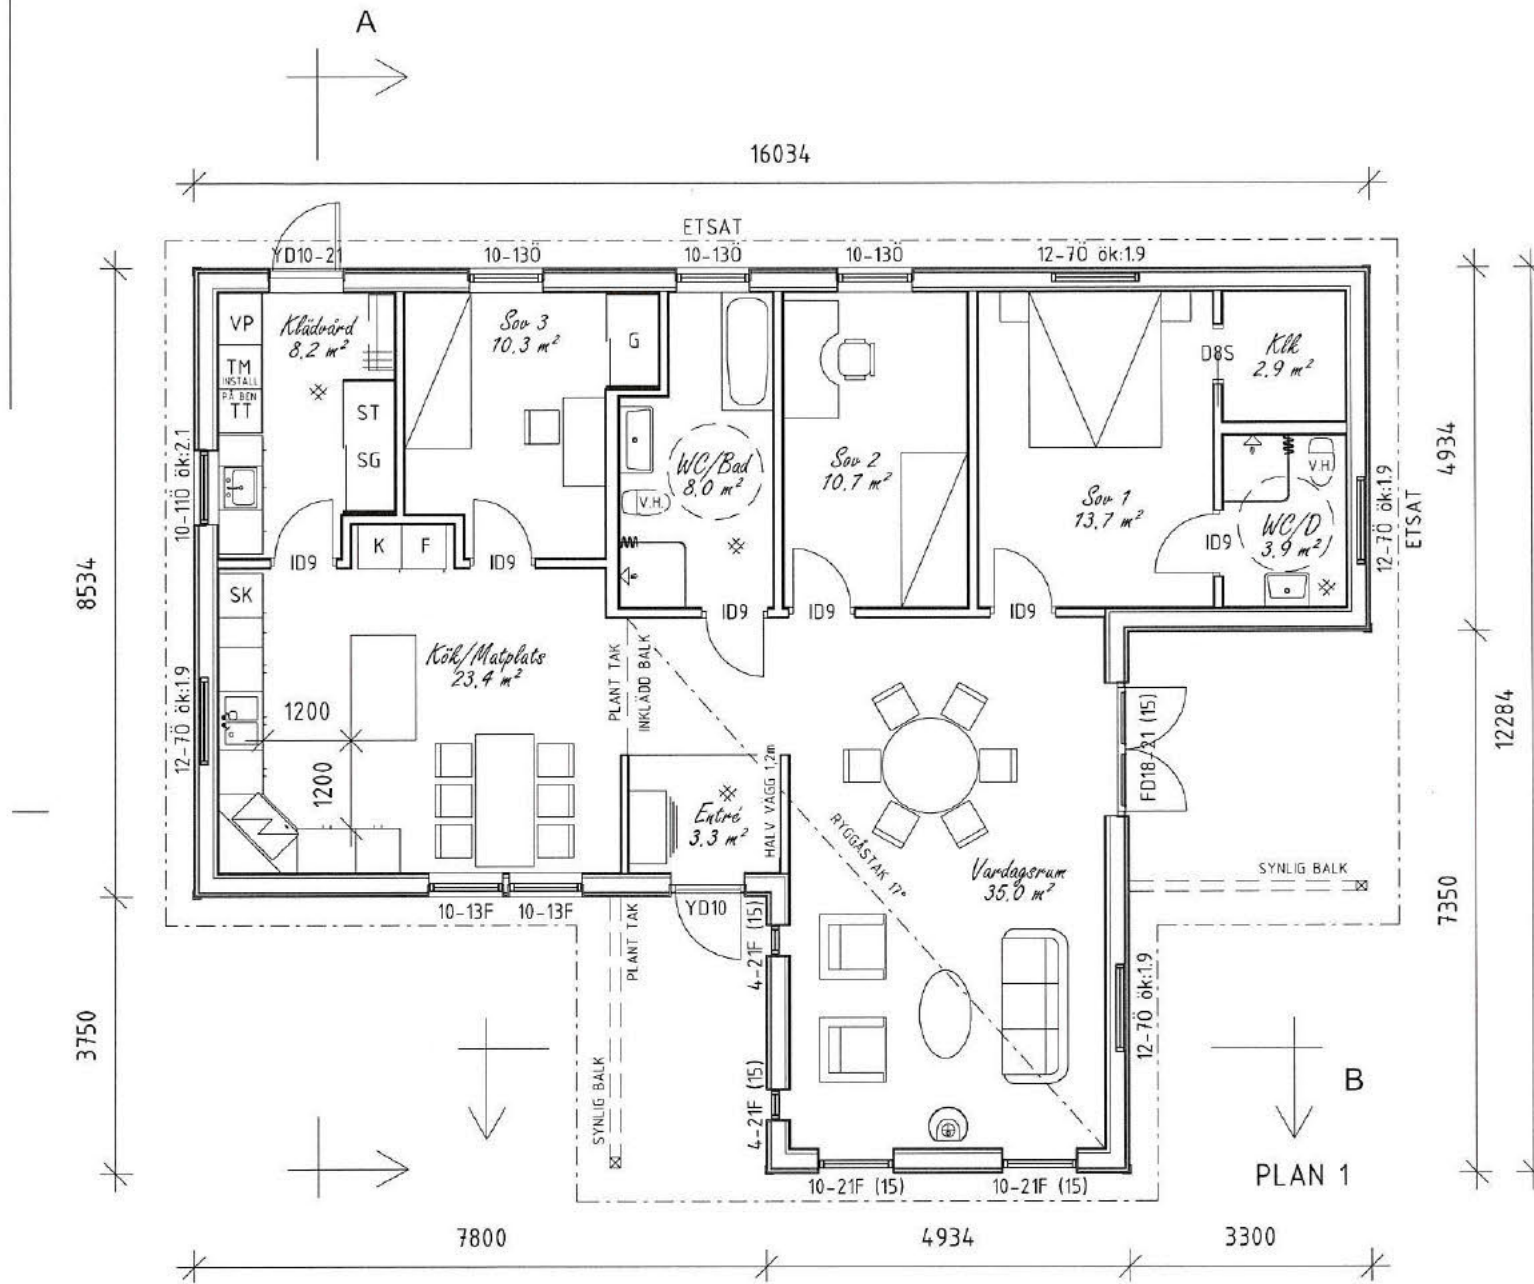 A
16034
ETSAT
YD10-21
10-13Ö
10-13Ö
10-13Ö
12-7Ö ök:1.9
VP
Klädvård
8,2 m²
Sov 3
10,3 m²
G
D8S
Klk
2,9 m²
TM
INSTALL
PÅ BEN
TT
ST
SG
10-11Ö ök:2.1
WC/Bad
8,0 m²
V.H.
Sov 2
10,7 m²
Sov 1
13,7 m²
V.H.
WC/D
3,9 m²
12-7Ö ök:1.9
ETSAT
4934
8534
ID9
K
F
ID9
ID9
ID9
ID9
ID9
SK
Kök/Matplats
23,4 m²
PLANT TAK
INKLÄDD BALK
12-7Ö ök:1.9
1200
1200
FD18-21 (15)
12284
Entré
3,3 m²
HALV VÄGG 1,2m
RYGGÅSTAK 17°
Vardagsrum
35,0 m²
SYNLIG BALK
7350
10-13F
10-13F
YD10
PLANT TAK
4-21F (15)
12-7Ö ök:1.9
3750
SYNLIG BALK
4-21F (15)
B
PLAN 1
10-21F (15)
10-21F (15)
7800
4934
3300